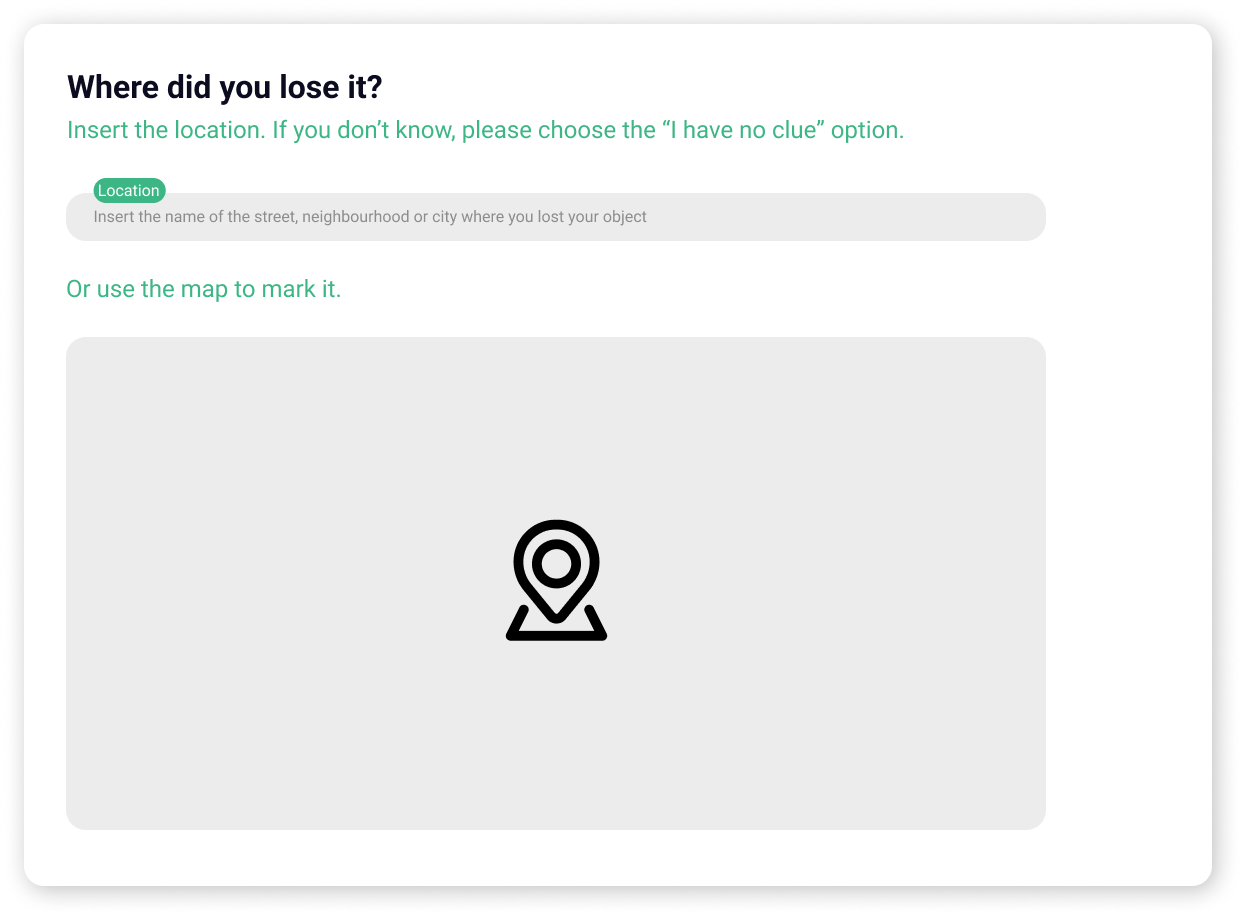 Where did you lose it?
Insert the location. If you don’t know, please choose the “I have no clue” option.
Location
Insert the name of the street, neighbourhood or city where you lost your object
Or use the map to mark it.